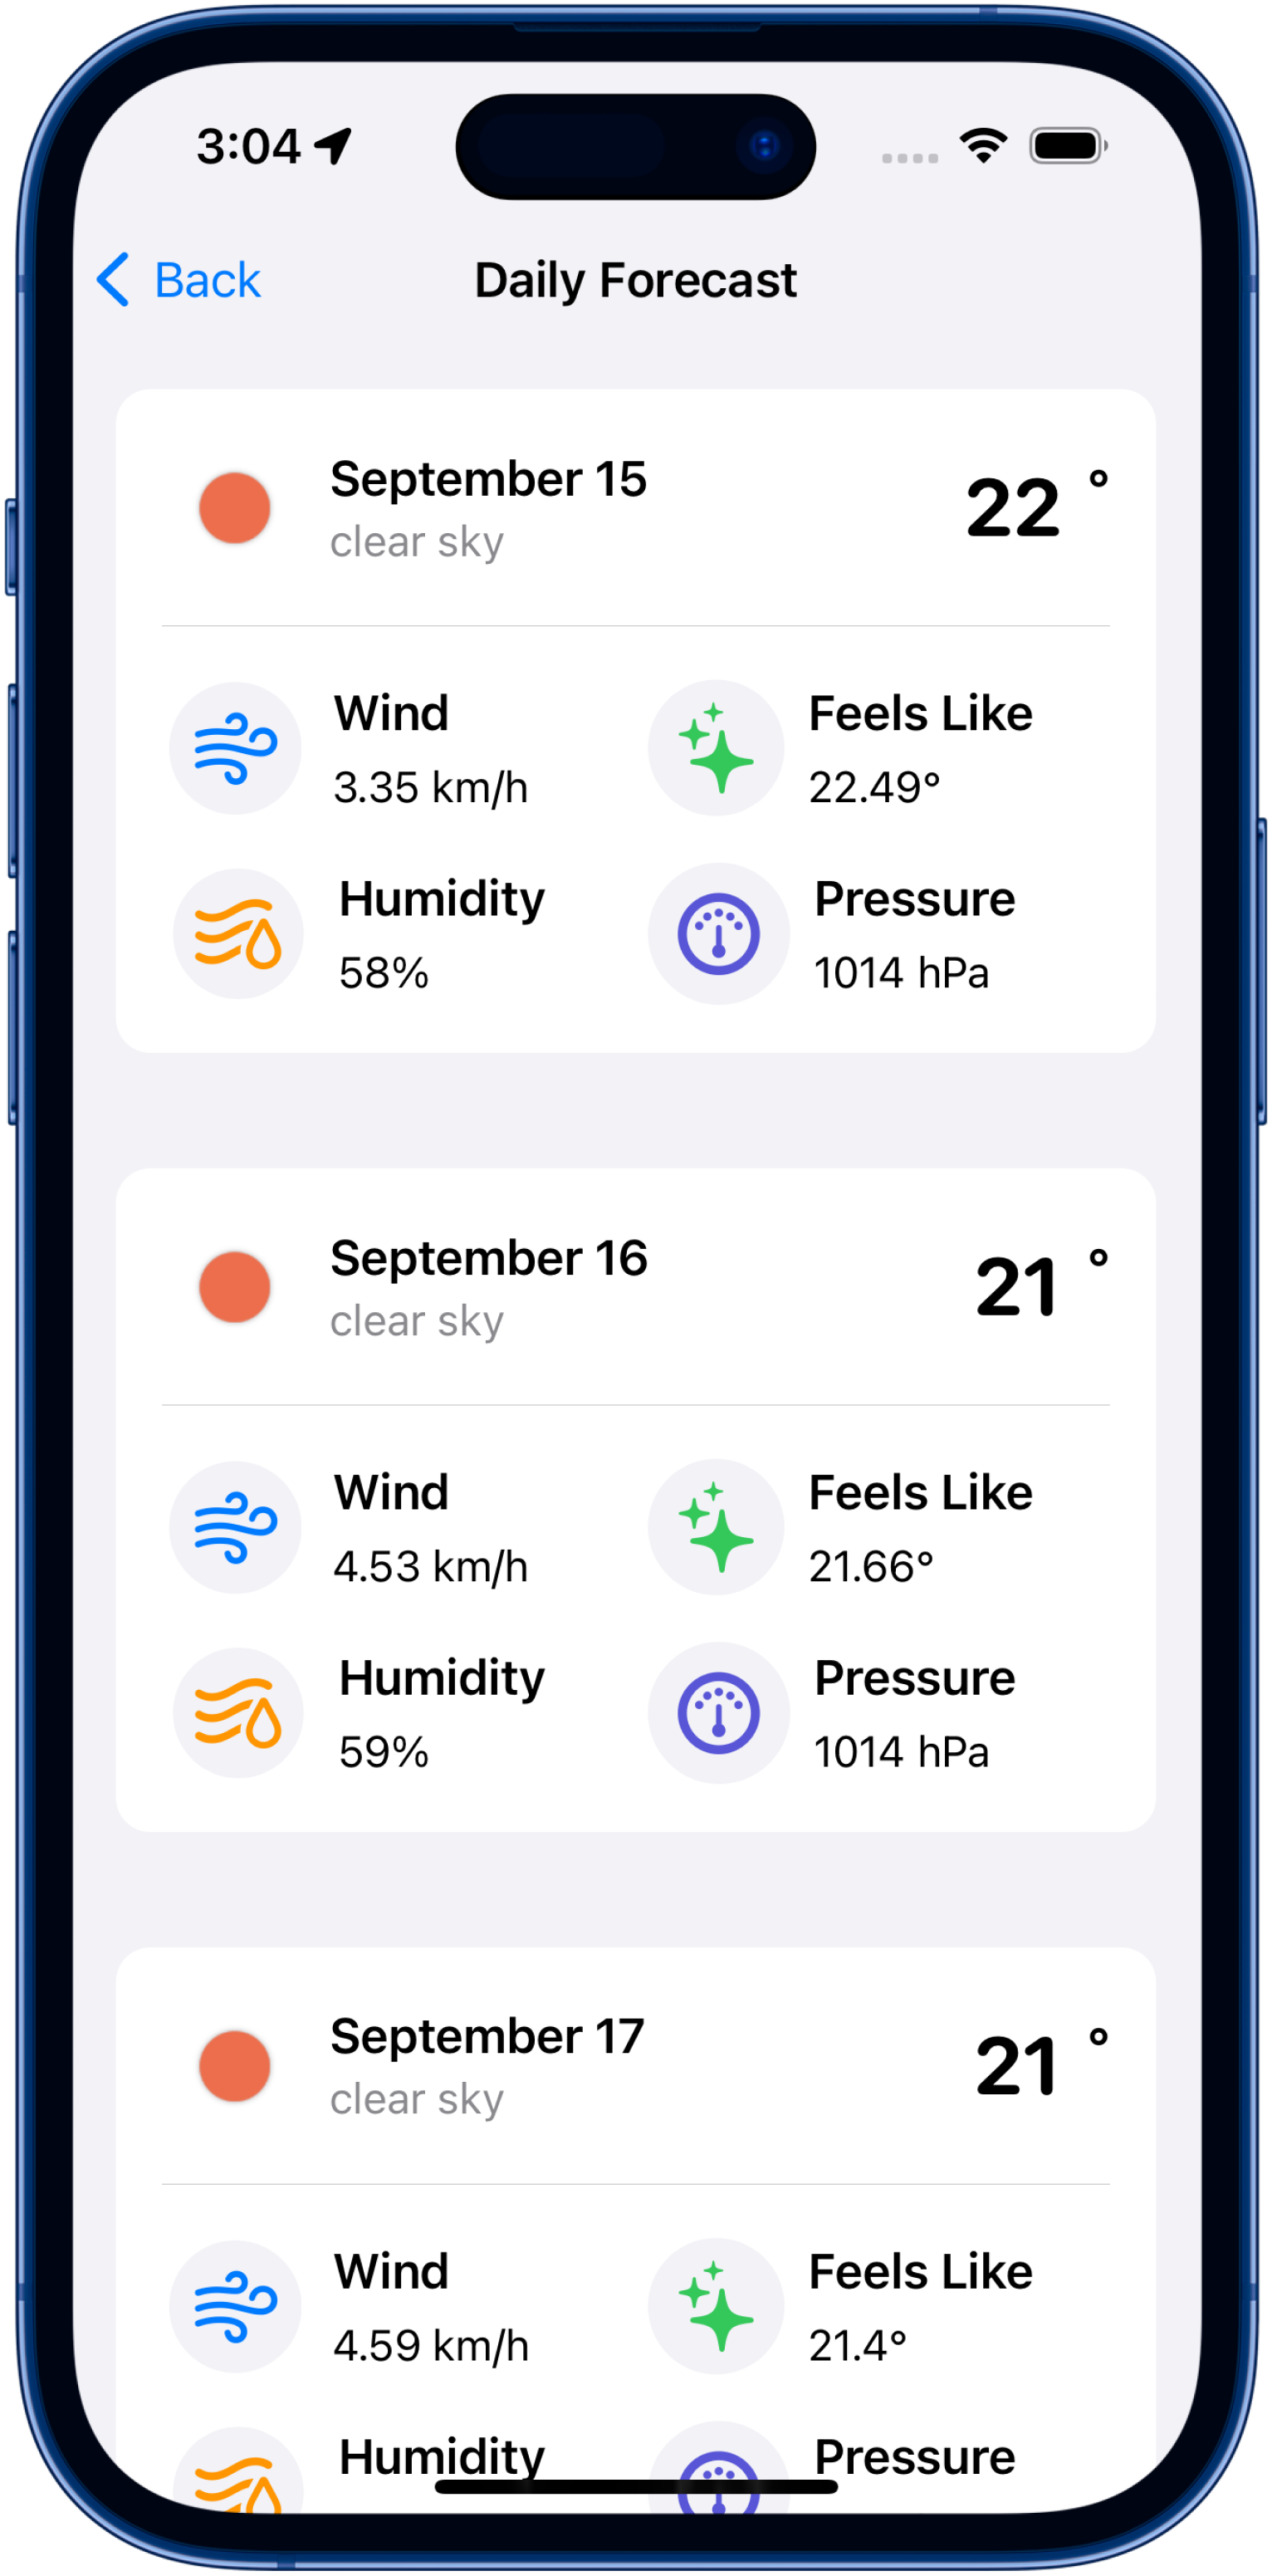 3:04
Back
Daily Forecast
September 15
clear sky
22 °
Wind
3.35 km/h
Feels Like
22.49°
Humidity
58%
Pressure
1014 hPa
September 16
clear sky
21 °
Wind
4.53 km/h
Feels Like
21.66°
Humidity
59%
Pressure
1014 hPa
September 17
clear sky
21 °
Wind
4.59 km/h
Feels Like
21.4°
Humidity
Pressure